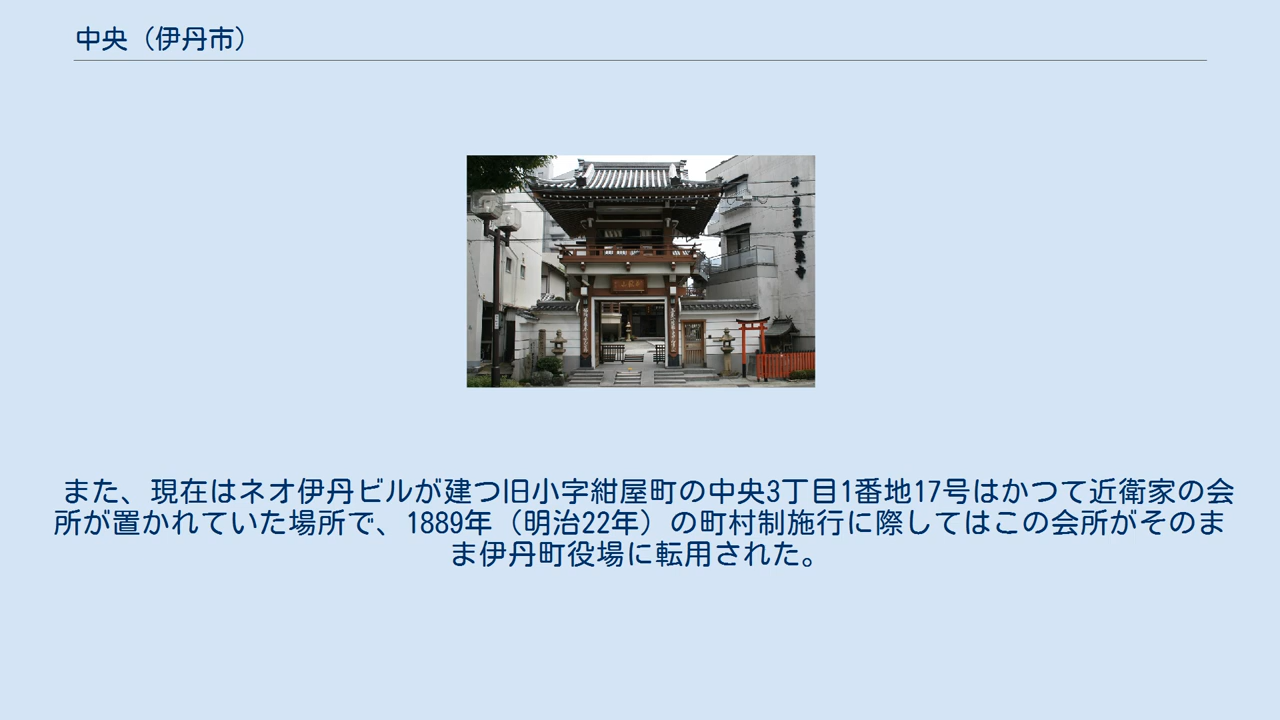 中央（伊丹市）
また、現在はネオ伊丹ビルが建つ旧小字紺屋町の中央3丁目1番地17号はかつて近衛家の会
所が置かれていた場所で、1889年（明治22年）の町村制施行に際してはこの会所がそのま
ま伊丹町役場に転用された。